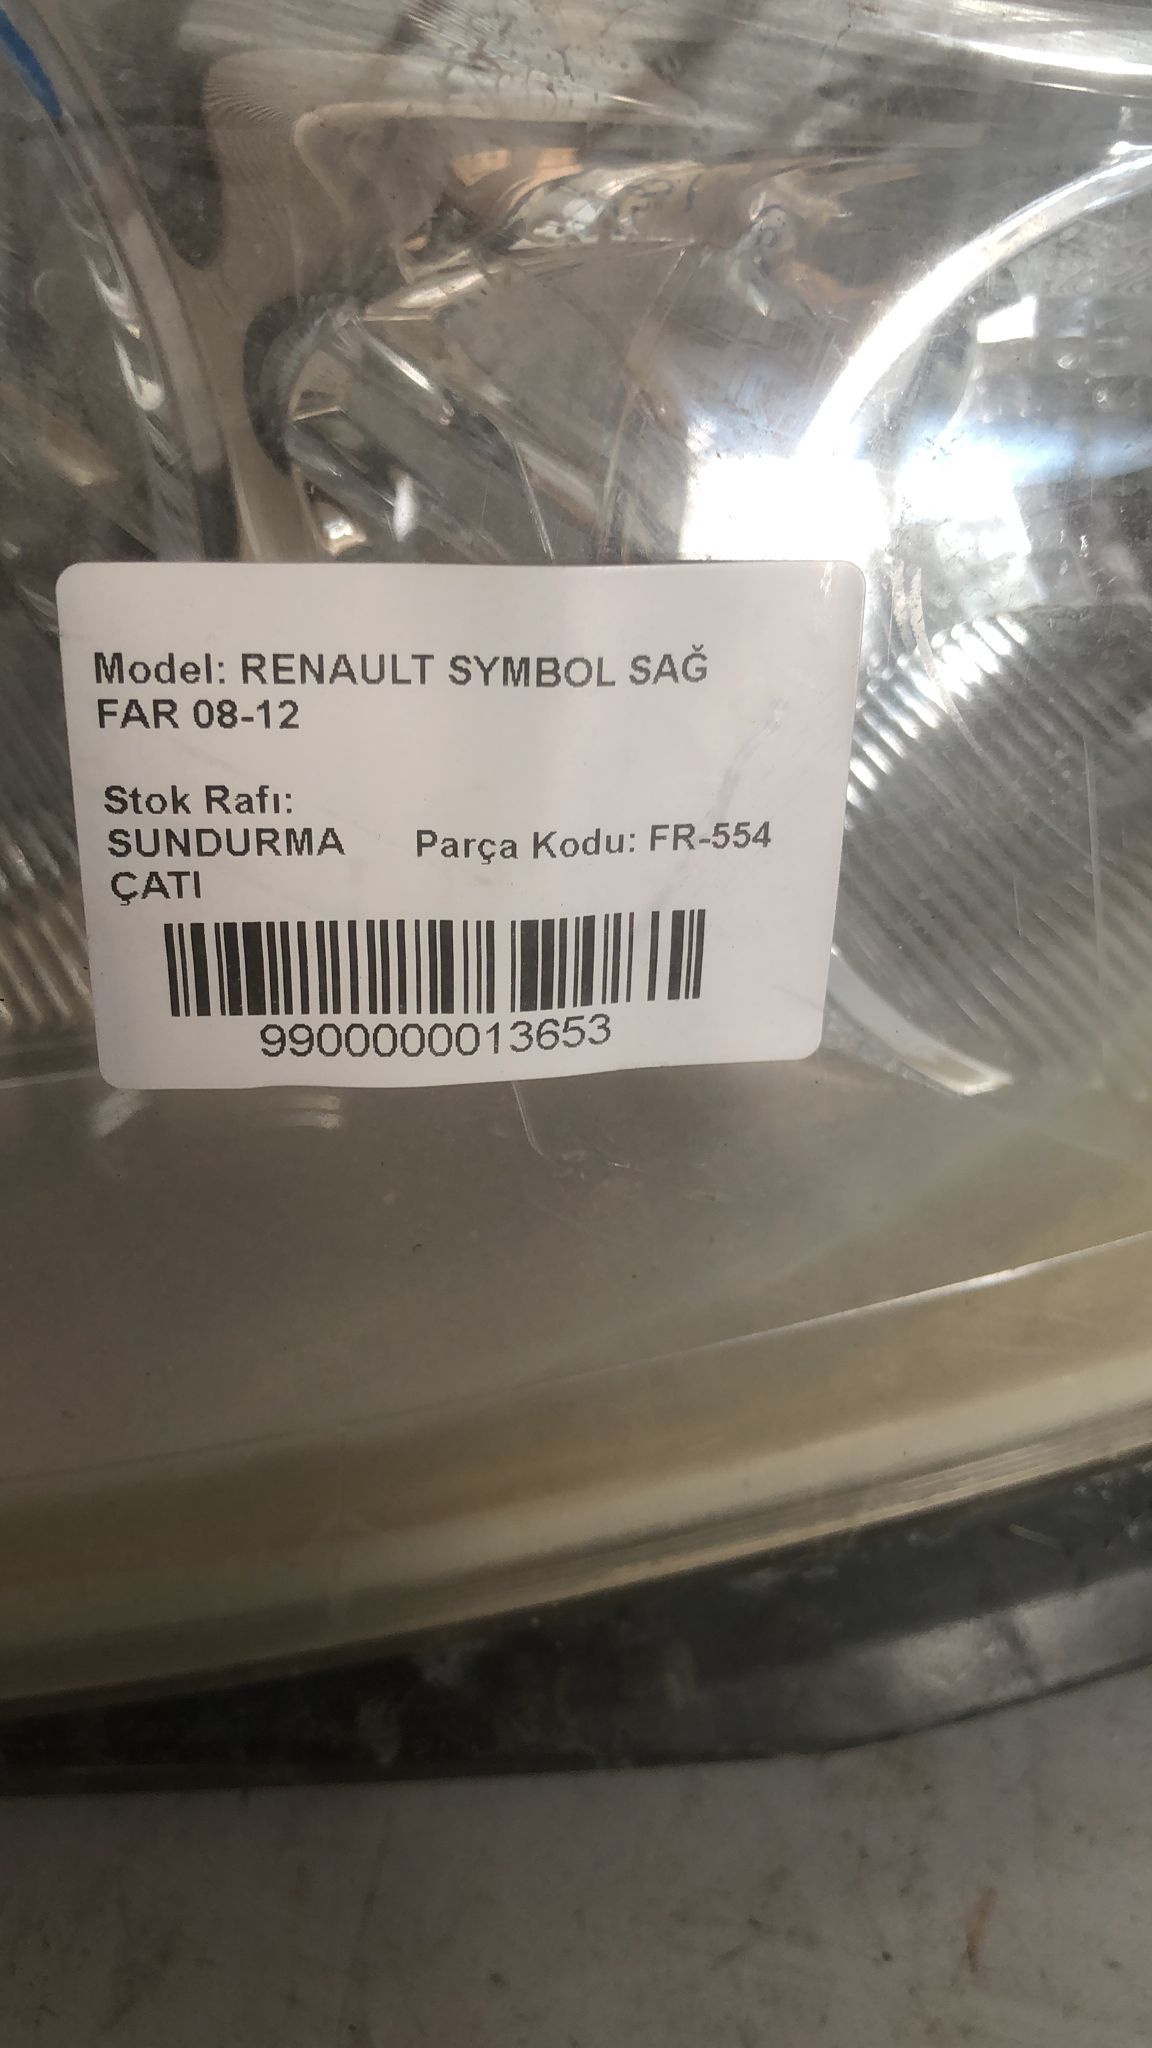 Model: RENAULT SYMBOL SAĞ
FAR 08-12
Stok Rafı:
SUNDURMA
ÇATI
Parça Kodu: FR-554
9900000013653